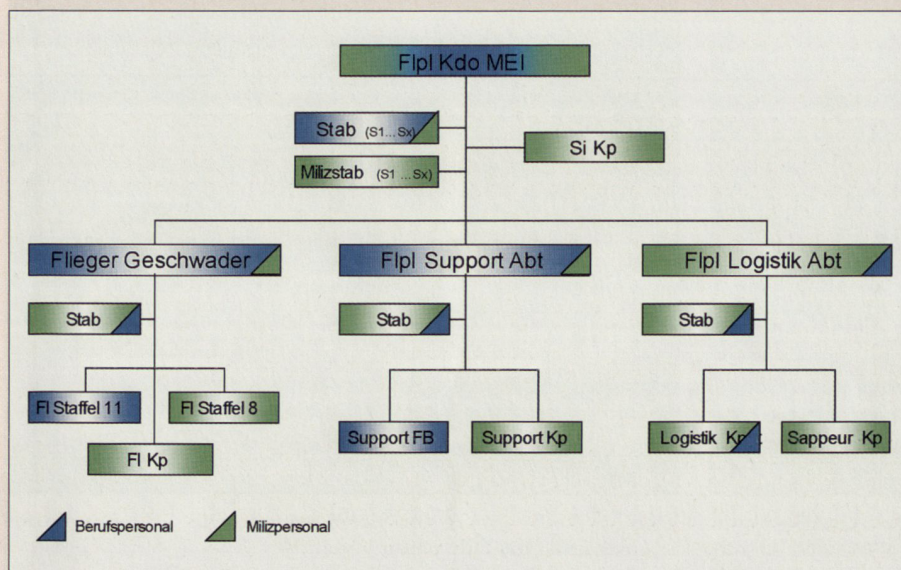 Flpl Kdo MEI
Stab (S1...Sx)
Si Kp
Milizstab (S1 ...Sx)
Flieger Geschwader
Flpl Support Abt
Flpl Logistik Abt
Stab
Stab
Stab
Fl Staffel 11
Fl Staffel 8
Fl Kp
Support FB
Support Kp
Logistik
Sappeur Kp
Berufspersonal
Milizpersonal